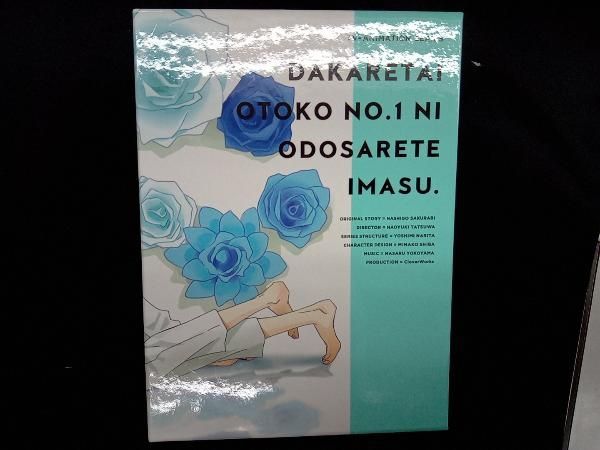 DAKARETAI
OTOKO NO.1 NI
ODOSARETE
IMASU.
ORIGINAL STORY × HASHIGO SAKURABI
DIRECTOR × NAOYUKI TATSUWA
SERIES STRUCTURE × YOSHIMI NARITA
CHARACTER DESIGN × MINAKO SHIBA
MUSIC × MASARU YOKOYAMA
PRODUCTION × CloverWorks